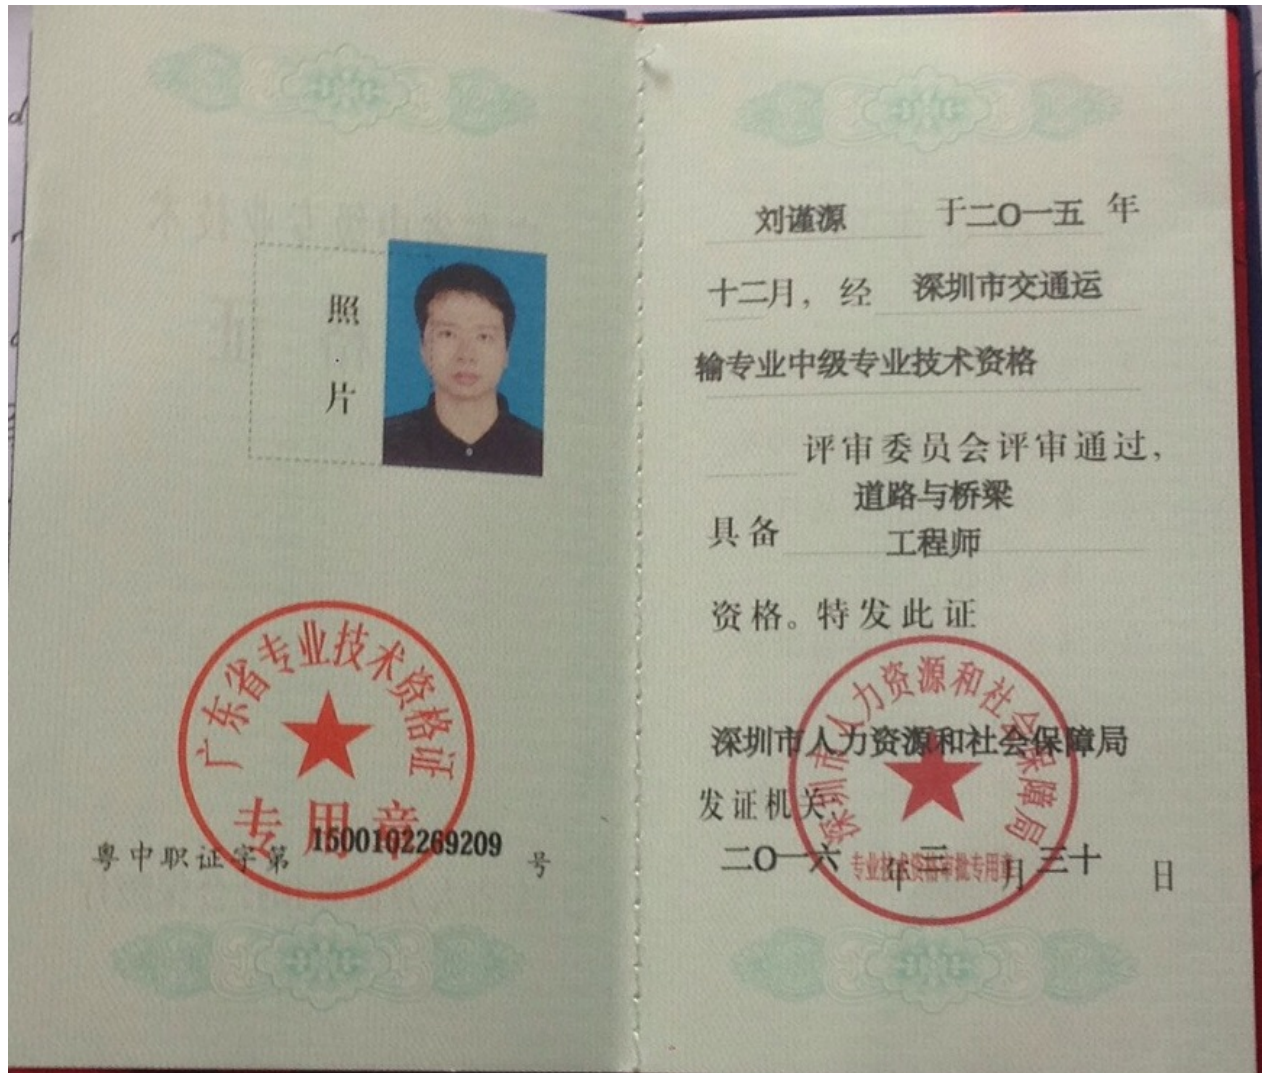 照
片
广东省专业技术资格证
专用章
粤中职证字第 1500102269209 号
刘谨源 于二〇一五 年
十二月，经 深圳市交通运
输专业中级专业技术资格
评审委员会评审通过，
道路与桥梁
具备 工程师
资格。特发此证
深圳市人力资源和社会保障局
深圳市人力资源和社会保障局
发证机关：
二〇一六 年 三 月 三十 日
专业技术资格审批专用章